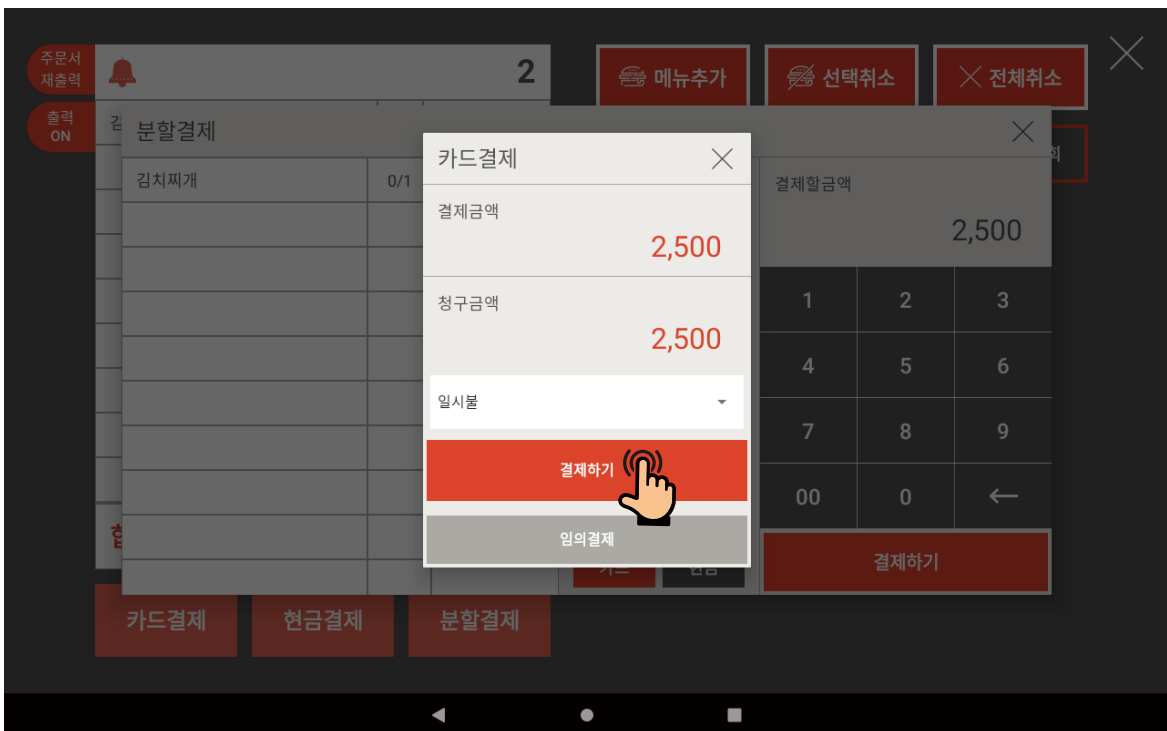 주문서
재출력
2
메뉴추가
선택취소
전체취소
출력
ON
분할결제
카드결제
김치찌개
0/1
결제금액
2,500
결제할금액
2,500
청구금액
2,500
일시불
결제하기
임의결제
1 2 3
4 5 6
7 8 9
00 0 ←
결제하기
카드결제
현금결제
분할결제